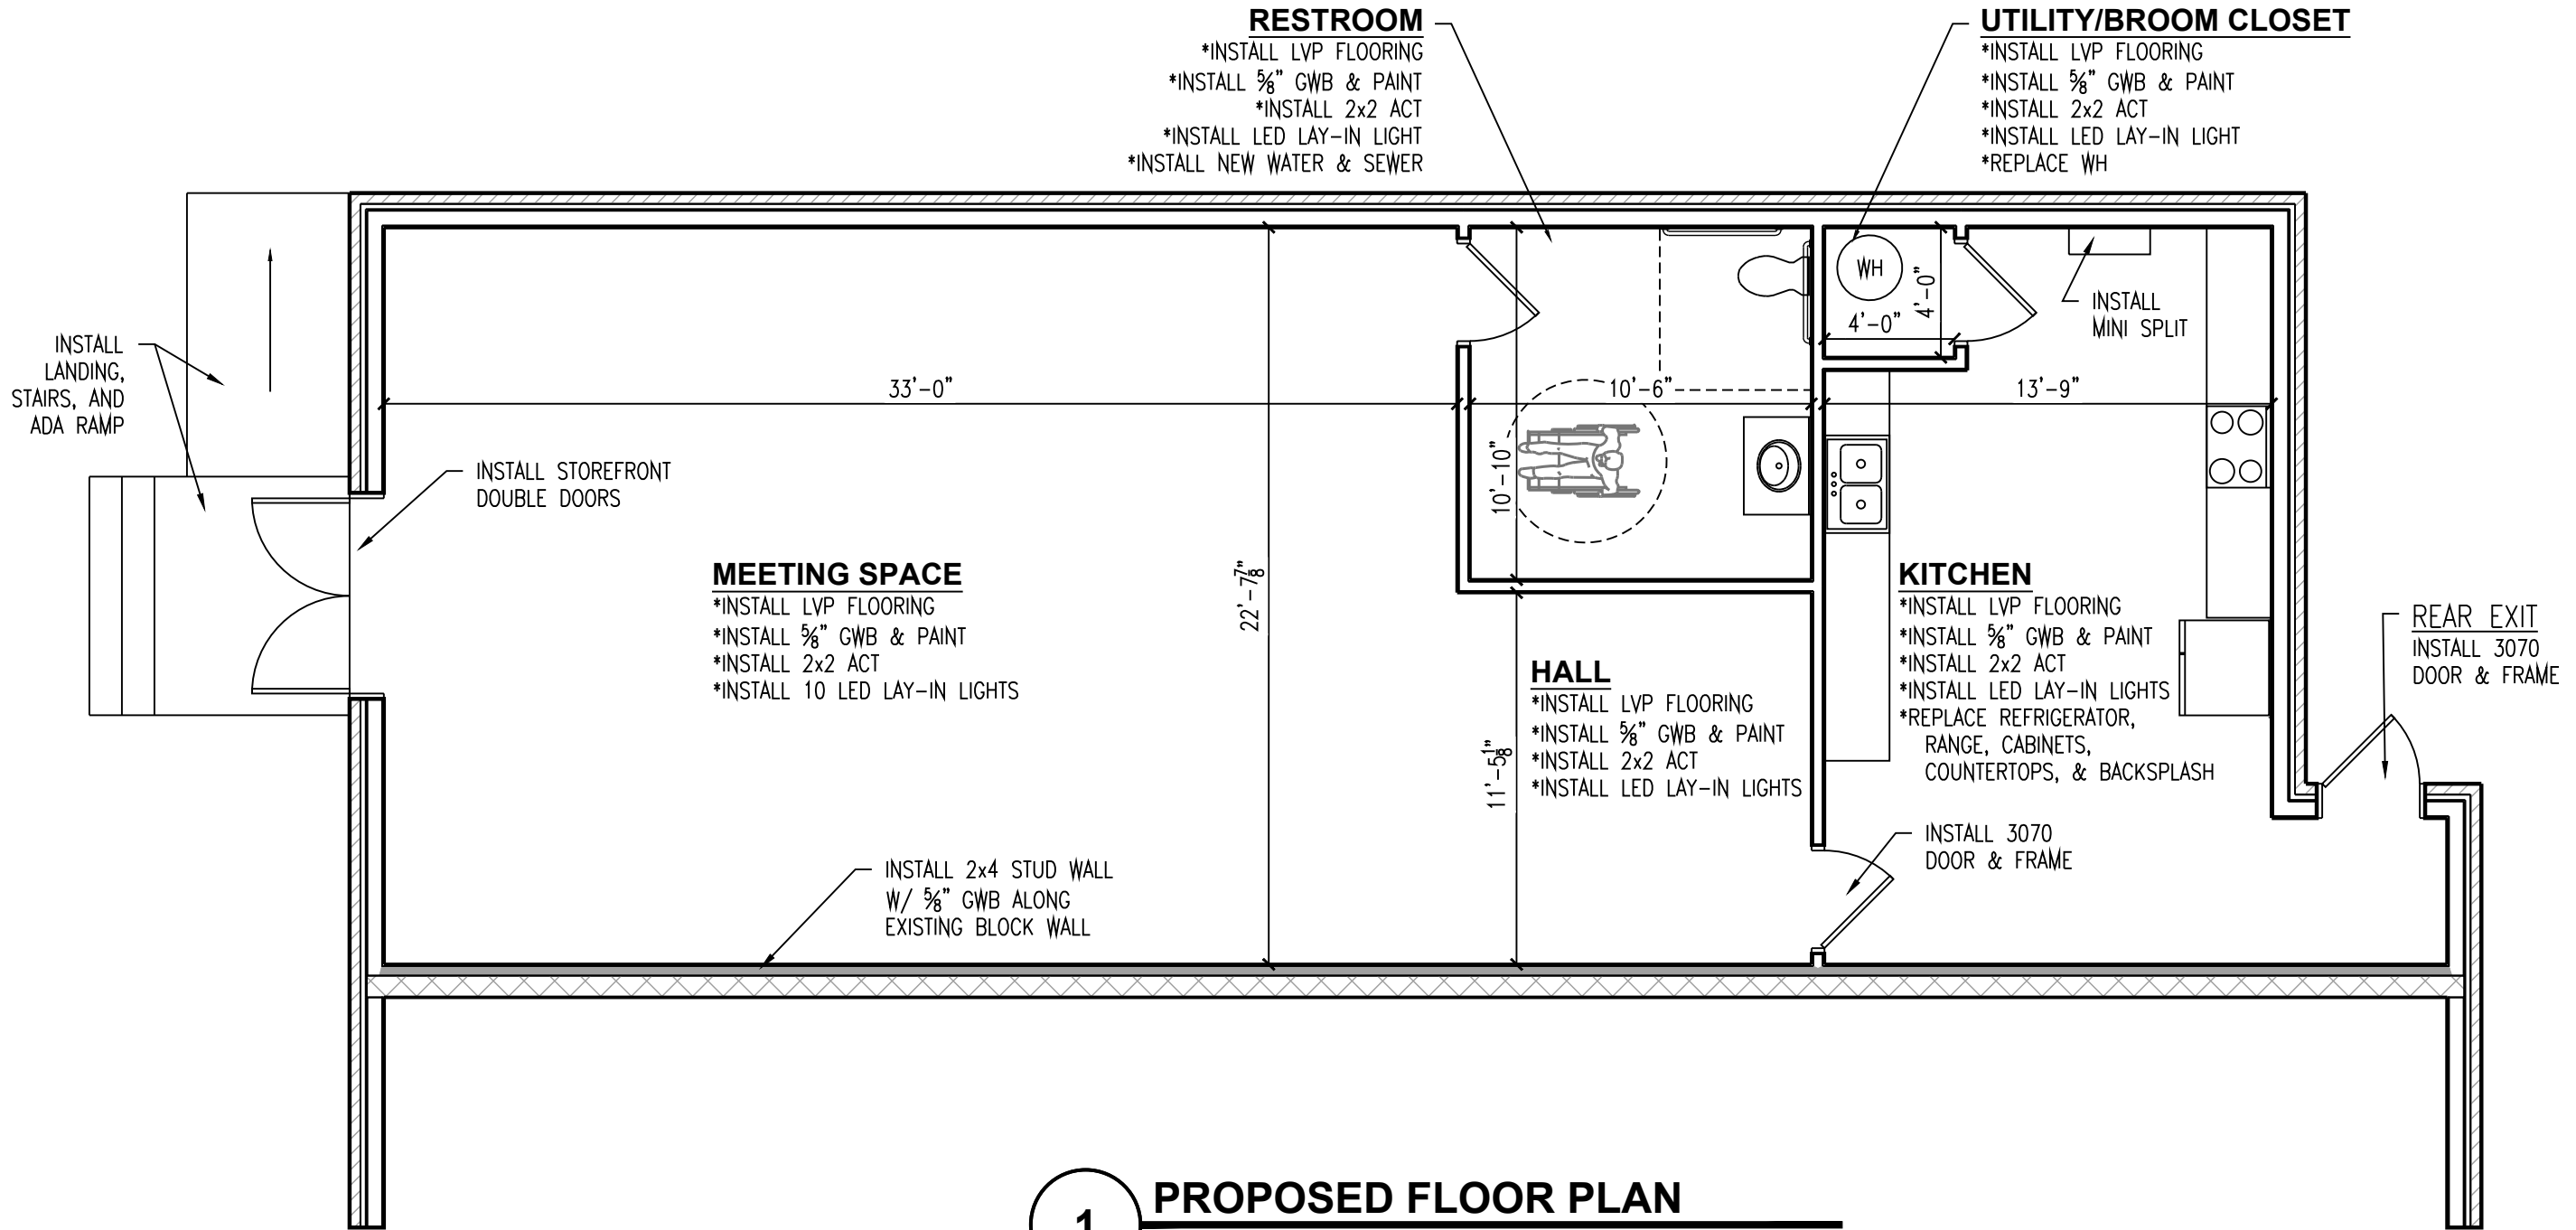 RESTROOM
*INSTALL LVP FLOORING
*INSTALL ⅝" GWB & PAINT
*INSTALL 2x2 ACT
*INSTALL LED LAY-IN LIGHT
*INSTALL NEW WATER & SEWER
UTILITY/BROOM CLOSET
*INSTALL LVP FLOORING
*INSTALL ⅝" GWB & PAINT
*INSTALL 2x2 ACT
*INSTALL LED LAY-IN LIGHT
*REPLACE WH
WH
4'-0"
4'-0"
INSTALL
MINI SPLIT
INSTALL
LANDING,
STAIRS, AND
ADA RAMP
33'-0"
10'-6"
13'-9"
10'-10"
INSTALL STOREFRONT
DOUBLE DOORS
22'-7⅞"
MEETING SPACE
*INSTALL LVP FLOORING
*INSTALL ⅝" GWB & PAINT
*INSTALL 2x2 ACT
*INSTALL 10 LED LAY-IN LIGHTS
KITCHEN
*INSTALL LVP FLOORING
*INSTALL ⅝" GWB & PAINT
*INSTALL 2x2 ACT
*INSTALL LED LAY-IN LIGHTS
*REPLACE REFRIGERATOR,
RANGE, CABINETS,
COUNTERTOPS, & BACKSPLASH
REAR EXIT
INSTALL 3070
DOOR & FRAME
HALL
*INSTALL LVP FLOORING
*INSTALL ⅝" GWB & PAINT
*INSTALL 2x2 ACT
*INSTALL LED LAY-IN LIGHTS
11'-5⅛"
INSTALL 3070
DOOR & FRAME
INSTALL 2x4 STUD WALL
W/ ⅝" GWB ALONG
EXISTING BLOCK WALL
1
PROPOSED FLOOR PLAN